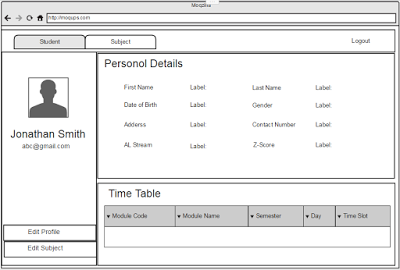 Moqups
http://moqups.com
Student Subject Logout
Jonathan Smith
abc@gmail.com
Edit Profile
Edit Subject
Personol Details
First Name Label: Last Name Label:
Date of Birth Label: Gender Label:
Adderss Label: Contact Number Label:
AL Stream Label: Z-Score Label:
Time Table
Module Code Module Name Semester Day Time Slot